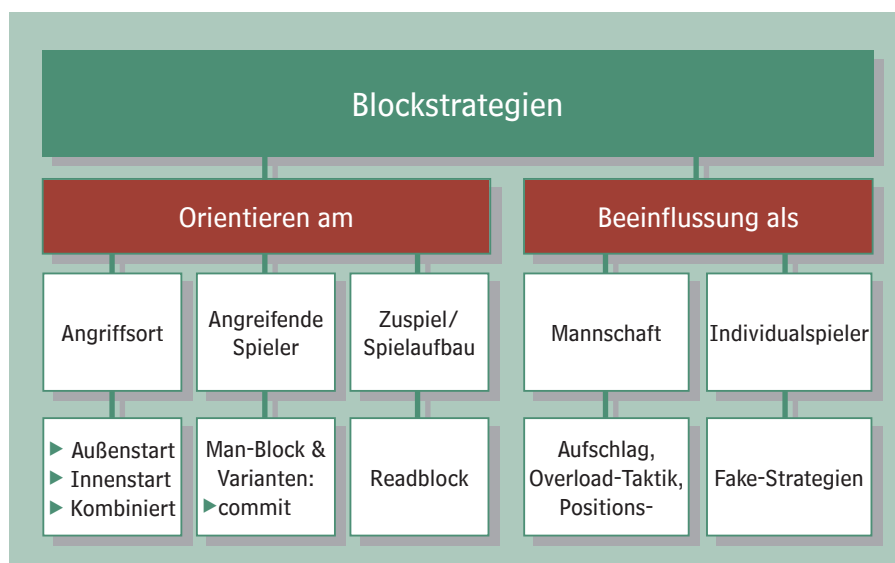 Blockstrategien
Orientieren am
Beeinflussung als
Angriffsort
Angreifende
Spieler
Zuspiel/
Spielaufbau
Mannschaft
Individualspieler
▶ Außenstart
▶ Innenstart
▶ Kombiniert
Man-Block &
Varianten:
▶commit
Readblock
Aufschlag,
Overload-Taktik,
Positions-
Fake-Strategien